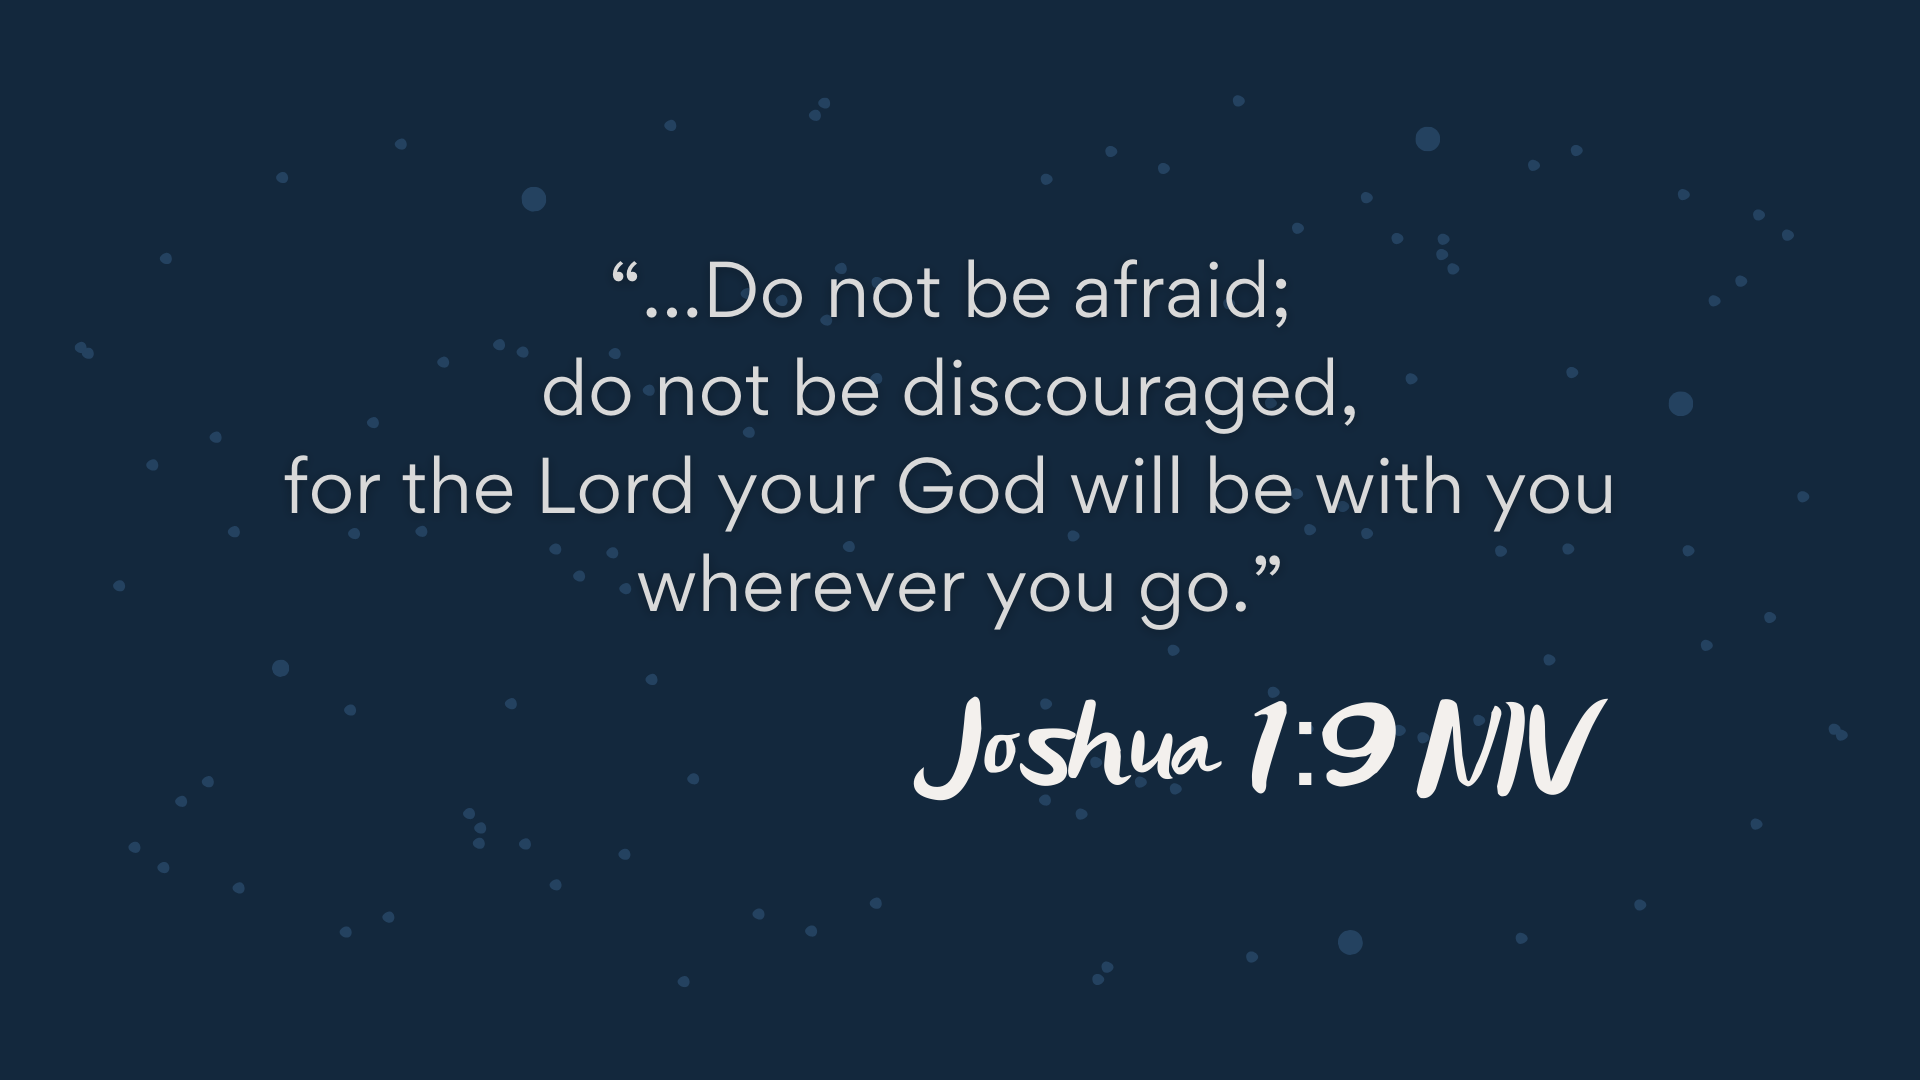 “...Do not be afraid;
do not be discouraged,
for the Lord your God will be with you
wherever you go.”
Joshua 1:9 NIV